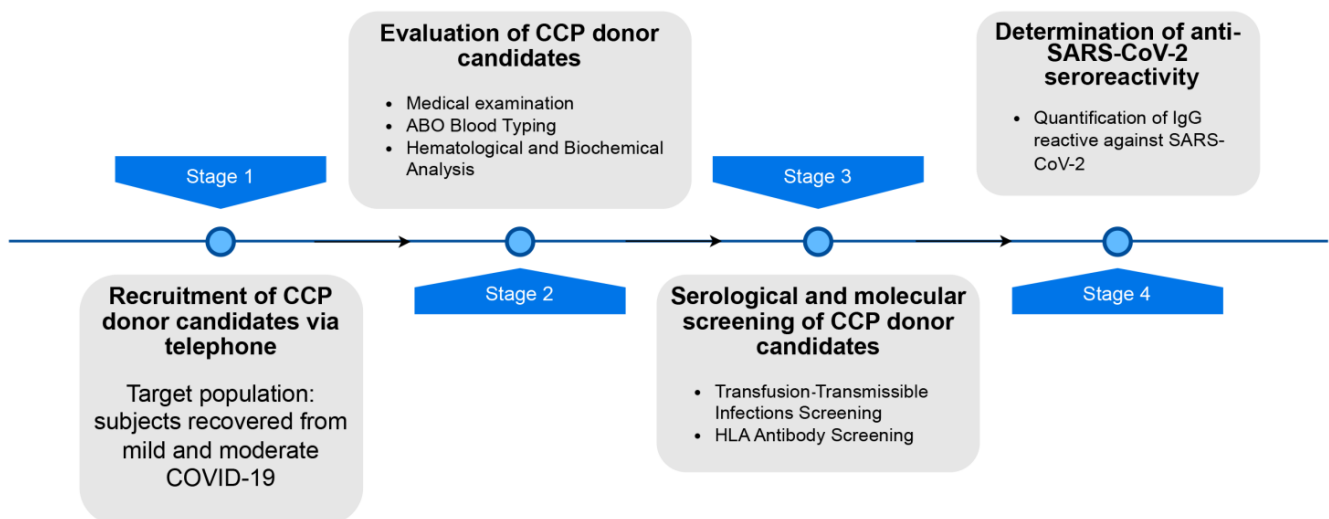 Stage 1
Recruitment of CCP
donor candidates via
telephone
Target population:
subjects recovered from
mild and moderate
COVID-19
Evaluation of CCP donor
candidates
• Medical examination
• ABO Blood Typing
• Hematological and Biochemical
Analysis
Stage 2
Stage 3
Serological and molecular
screening of CCP donor
candidates
• Transfusion-Transmissible
Infections Screening
• HLA Antibody Screening
Determination of anti-
SARS-CoV-2
seroreactivity
• Quantification of IgG
reactive against SARS-
CoV-2
Stage 4